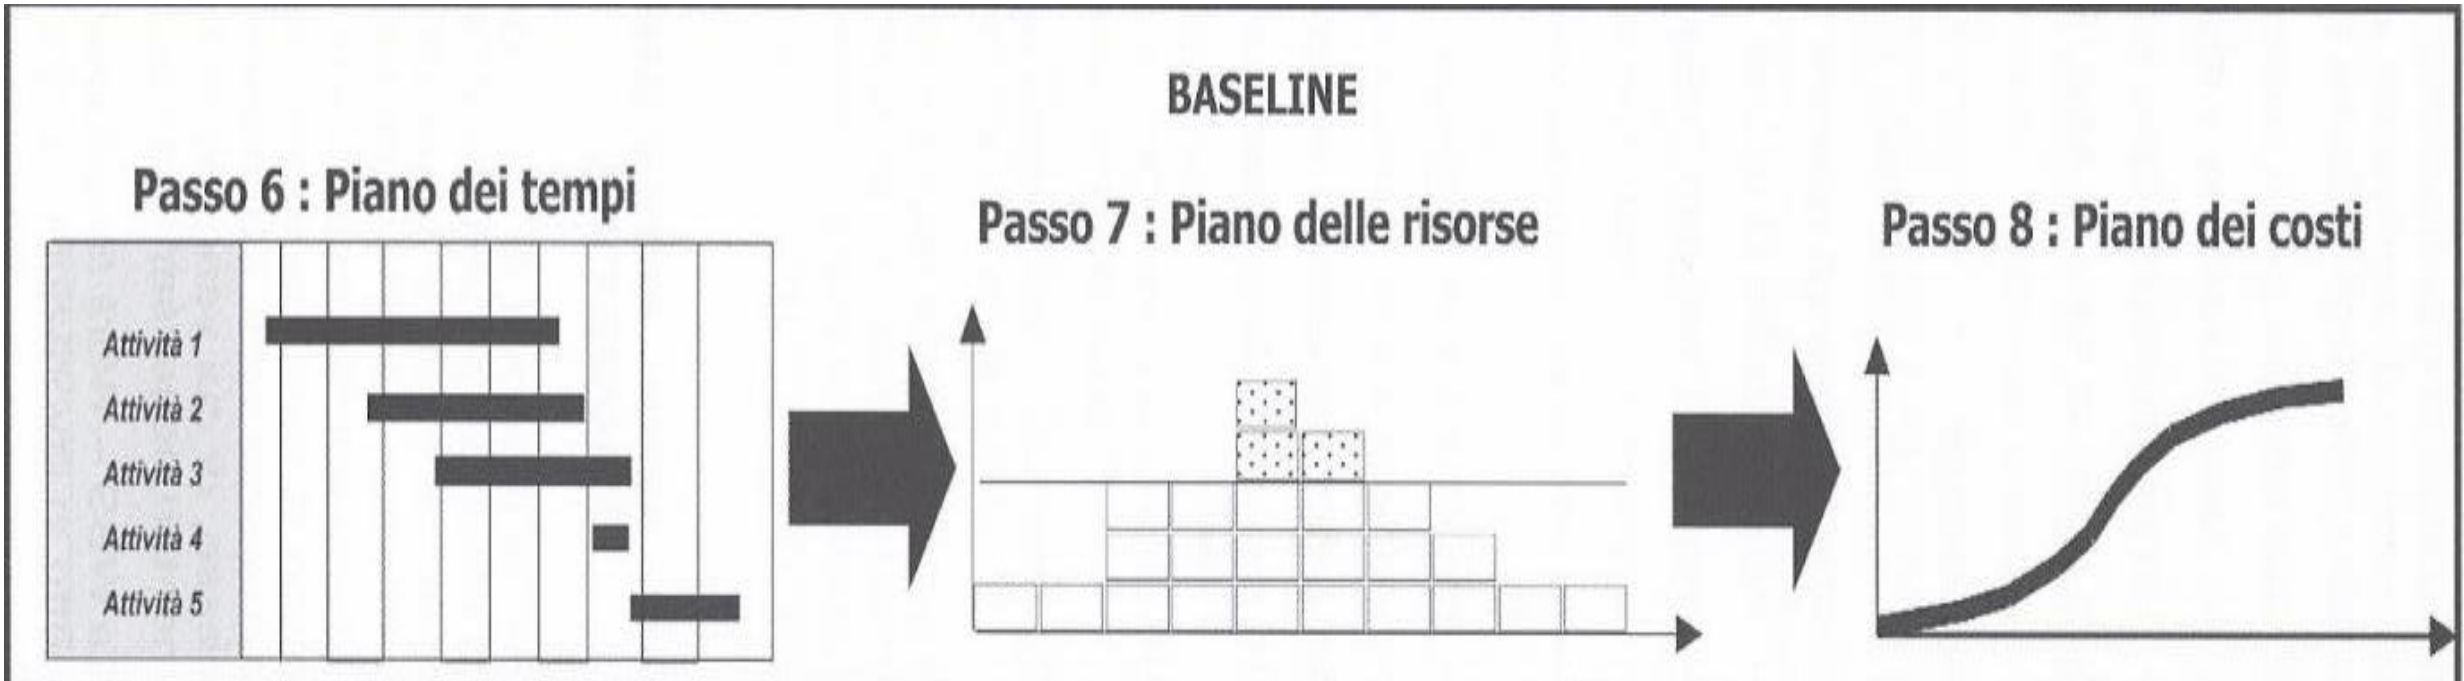 BASELINE
Passo 6 : Piano dei tempi
Attività 1
Attività 2
Attività 3
Attività 4
Attività 5
Passo 7 : Piano delle risorse
Passo 8 : Piano dei costi